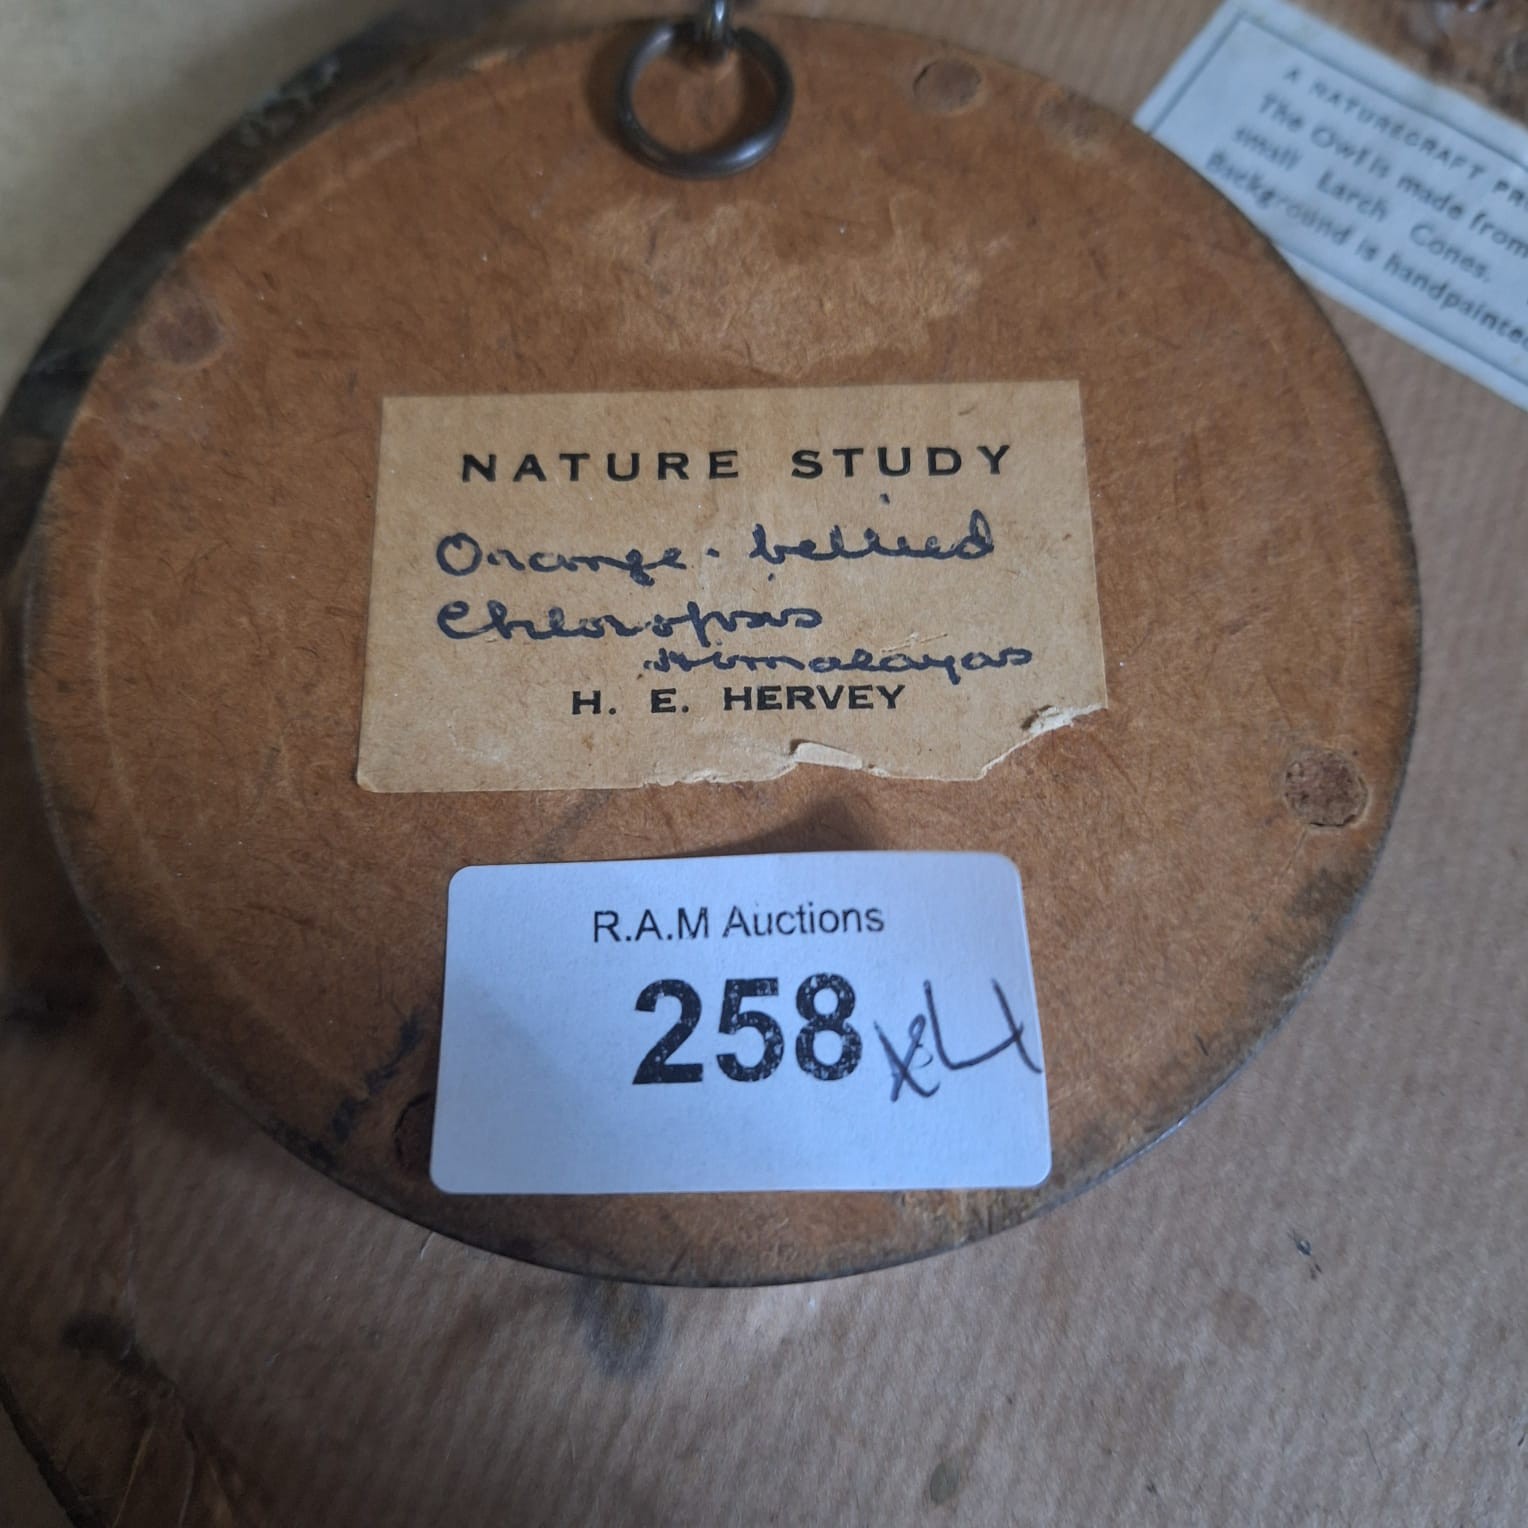 A NATURECRAFT PR
The Owl is made from
small Larch Cones.
Background is handpainted
NATURE STUDY
Orange-bellied
Chloropsis
Himalayas
H. E. HERVEY
R.A.M Auctions
258 x4